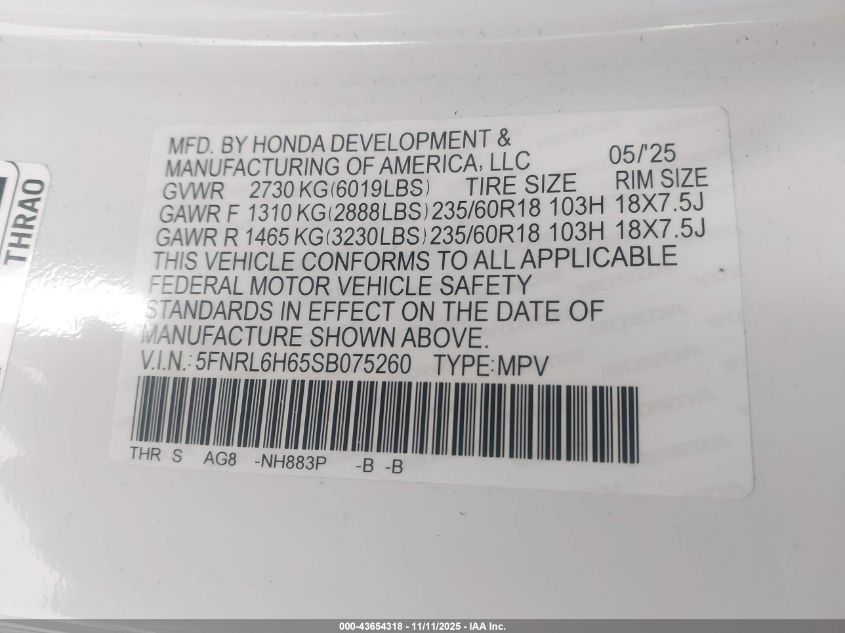 MFD. BY HONDA DEVELOPMENT &
MANUFACTURING OF AMERICA, LLC 05/'25
GVWR 2730 KG(6019LBS) TIRE SIZE RIM SIZE
GAWR F 1310 KG(2888LBS) 235/60R18 103H 18X7.5J
GAWR R 1465 KG(3230LBS) 235/60R18 103H 18X7.5J
THIS VEHICLE CONFORMS TO ALL APPLICABLE
FEDERAL MOTOR VEHICLE SAFETY
STANDARDS IN EFFECT ON THE DATE OF
MANUFACTURE SHOWN ABOVE.
V.I.N.: 5FNRL6H65SB075260 TYPE:MPV
THR S AG8 -NH883P -B -B
THRA0
000-43654318 - 11/11/2025 - IAA Inc.